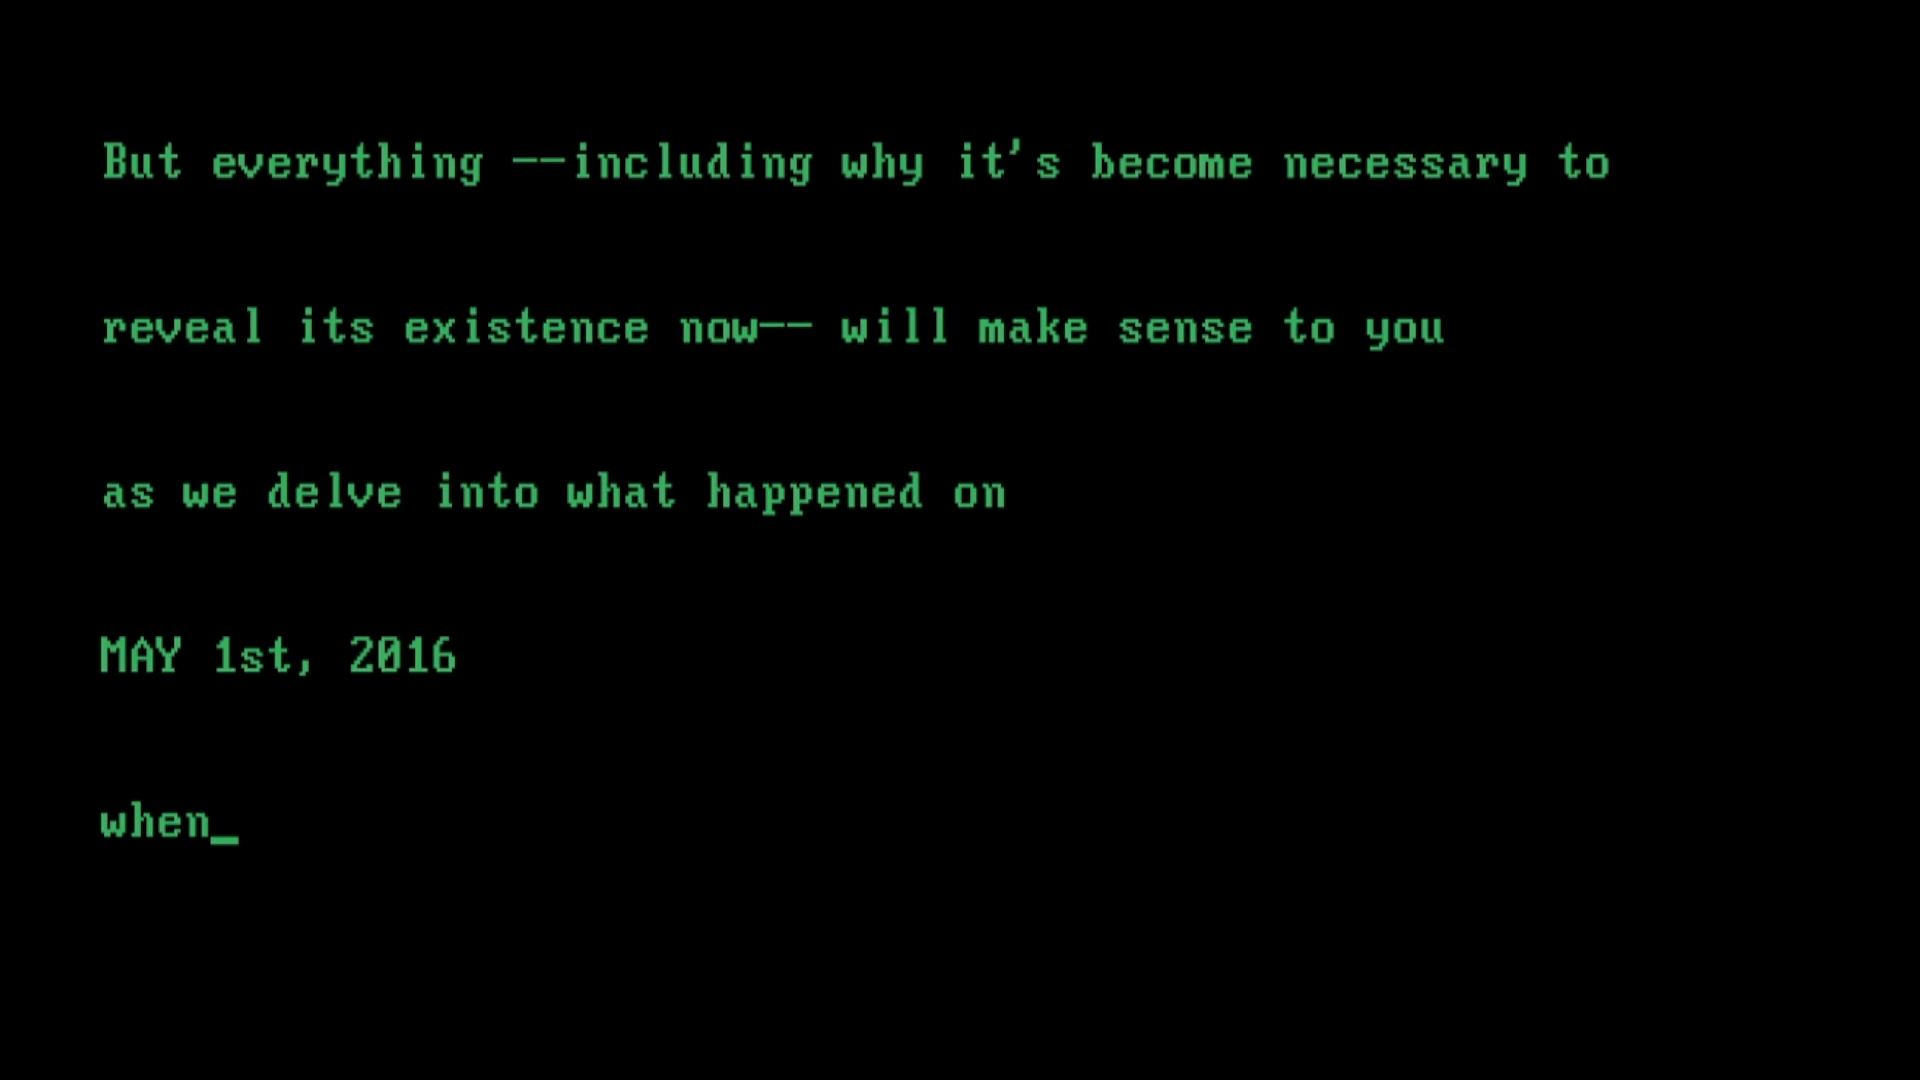 But everything --including why it's become necessary to
reveal its existence now-- will make sense to you
as we delve into what happened on
MAY 1st, 2016
when_